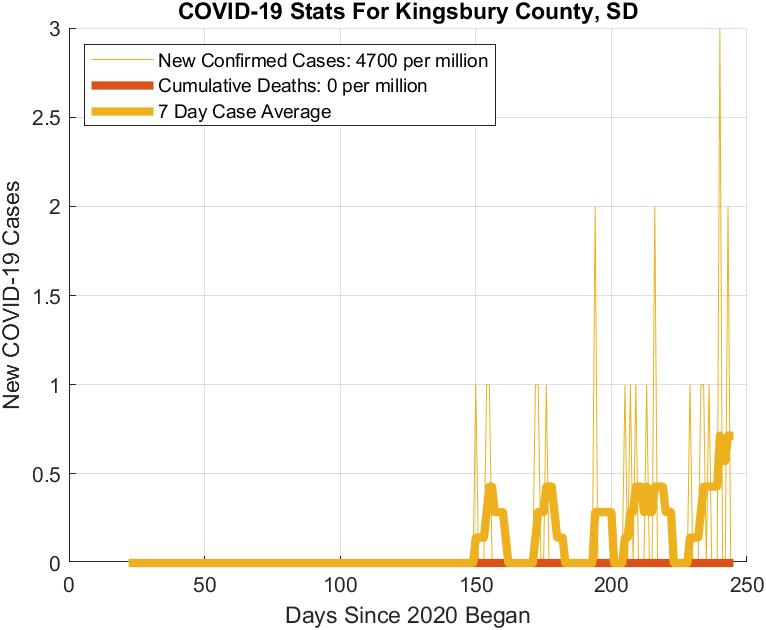 COVID-19 Stats For Kingsbury County, SD
New Confirmed Cases: 4700 per million
Cumulative Deaths: 0 per million
7 Day Case Average
New COVID-19 Cases
3
2.5
2
1.5
1
0.5
0
0 50 100 150 200 250
Days Since 2020 Began